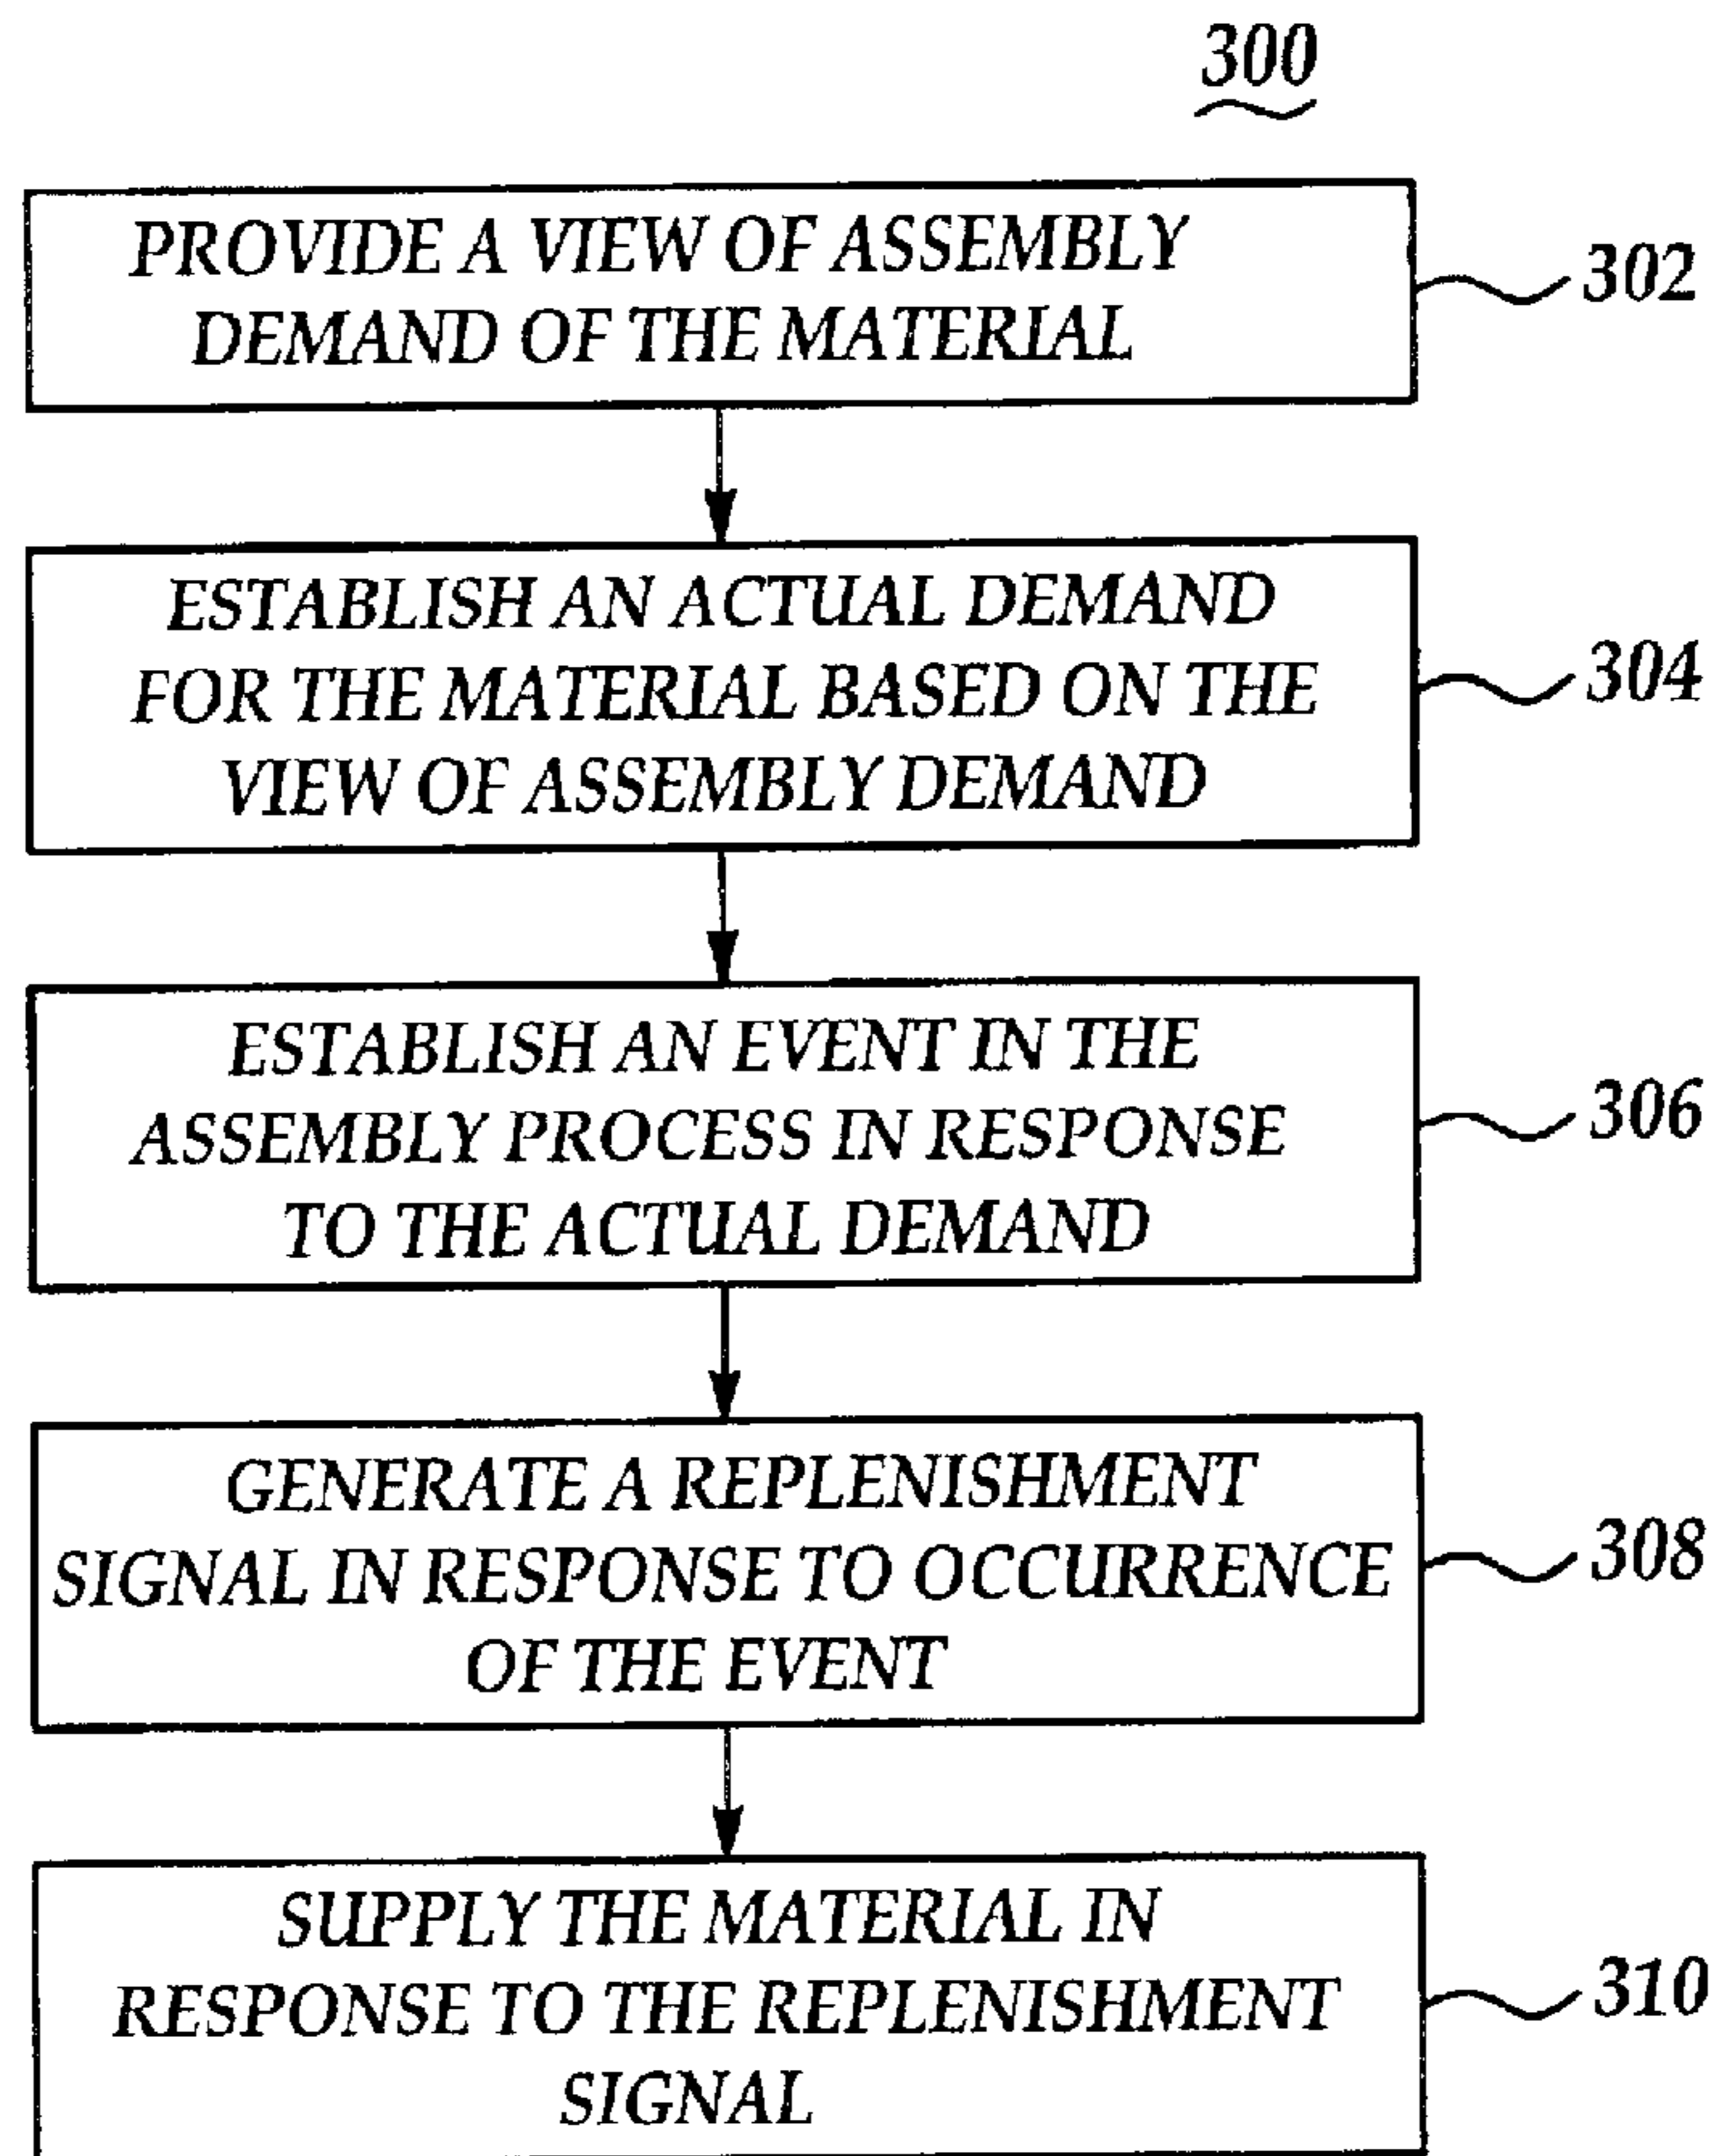 300
PROVIDE A VIEW OF ASSEMBLY
DEMAND OF THE MATERIAL
302
ESTABLISH AN ACTUAL DEMAND
FOR THE MATERIAL BASED ON THE
VIEW OF ASSEMBLY DEMAND
304
ESTABLISH AN EVENT IN THE
ASSEMBLY PROCESS IN RESPONSE
TO THE ACTUAL DEMAND
306
GENERATE A REPLENISHMENT
SIGNAL IN RESPONSE TO OCCURRENCE
OF THE EVENT
308
SUPPLY THE MATERIAL IN
RESPONSE TO THE REPLENISHMENT
SIGNAL
310